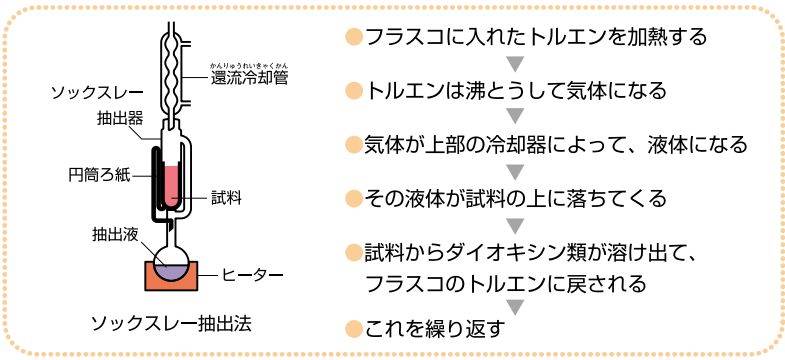 かんりゅうれいきゃくかん
還流冷却管
ソックスレー
抽出器
円筒ろ紙
試料
抽出液
ヒーター
ソックスレー抽出法
●フラスコに入れたトルエンを加熱する
▼
●トルエンは沸とうして気体になる
▼
●気体が上部の冷却器によって、液体になる
▼
●その液体が試料の上に落ちてくる
▼
●試料からダイオキシン類が溶け出て、
フラスコのトルエンに戻される
▼
●これを繰り返す